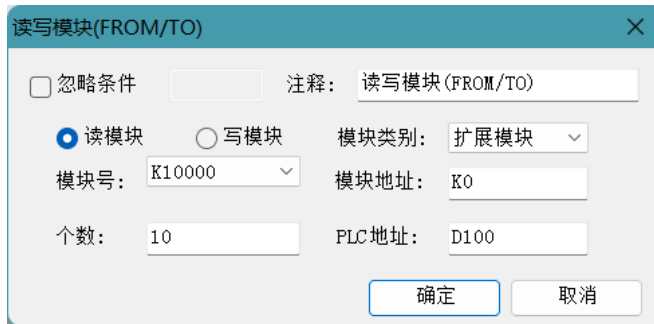 读写模块(FROM/TO)
忽略条件 注释: 读写模块(FROM/TO)
读模块 写模块 模块类别: 扩展模块
模块号: K10000 模块地址: K0
个数: 10 PLC地址: D100
确定 取消